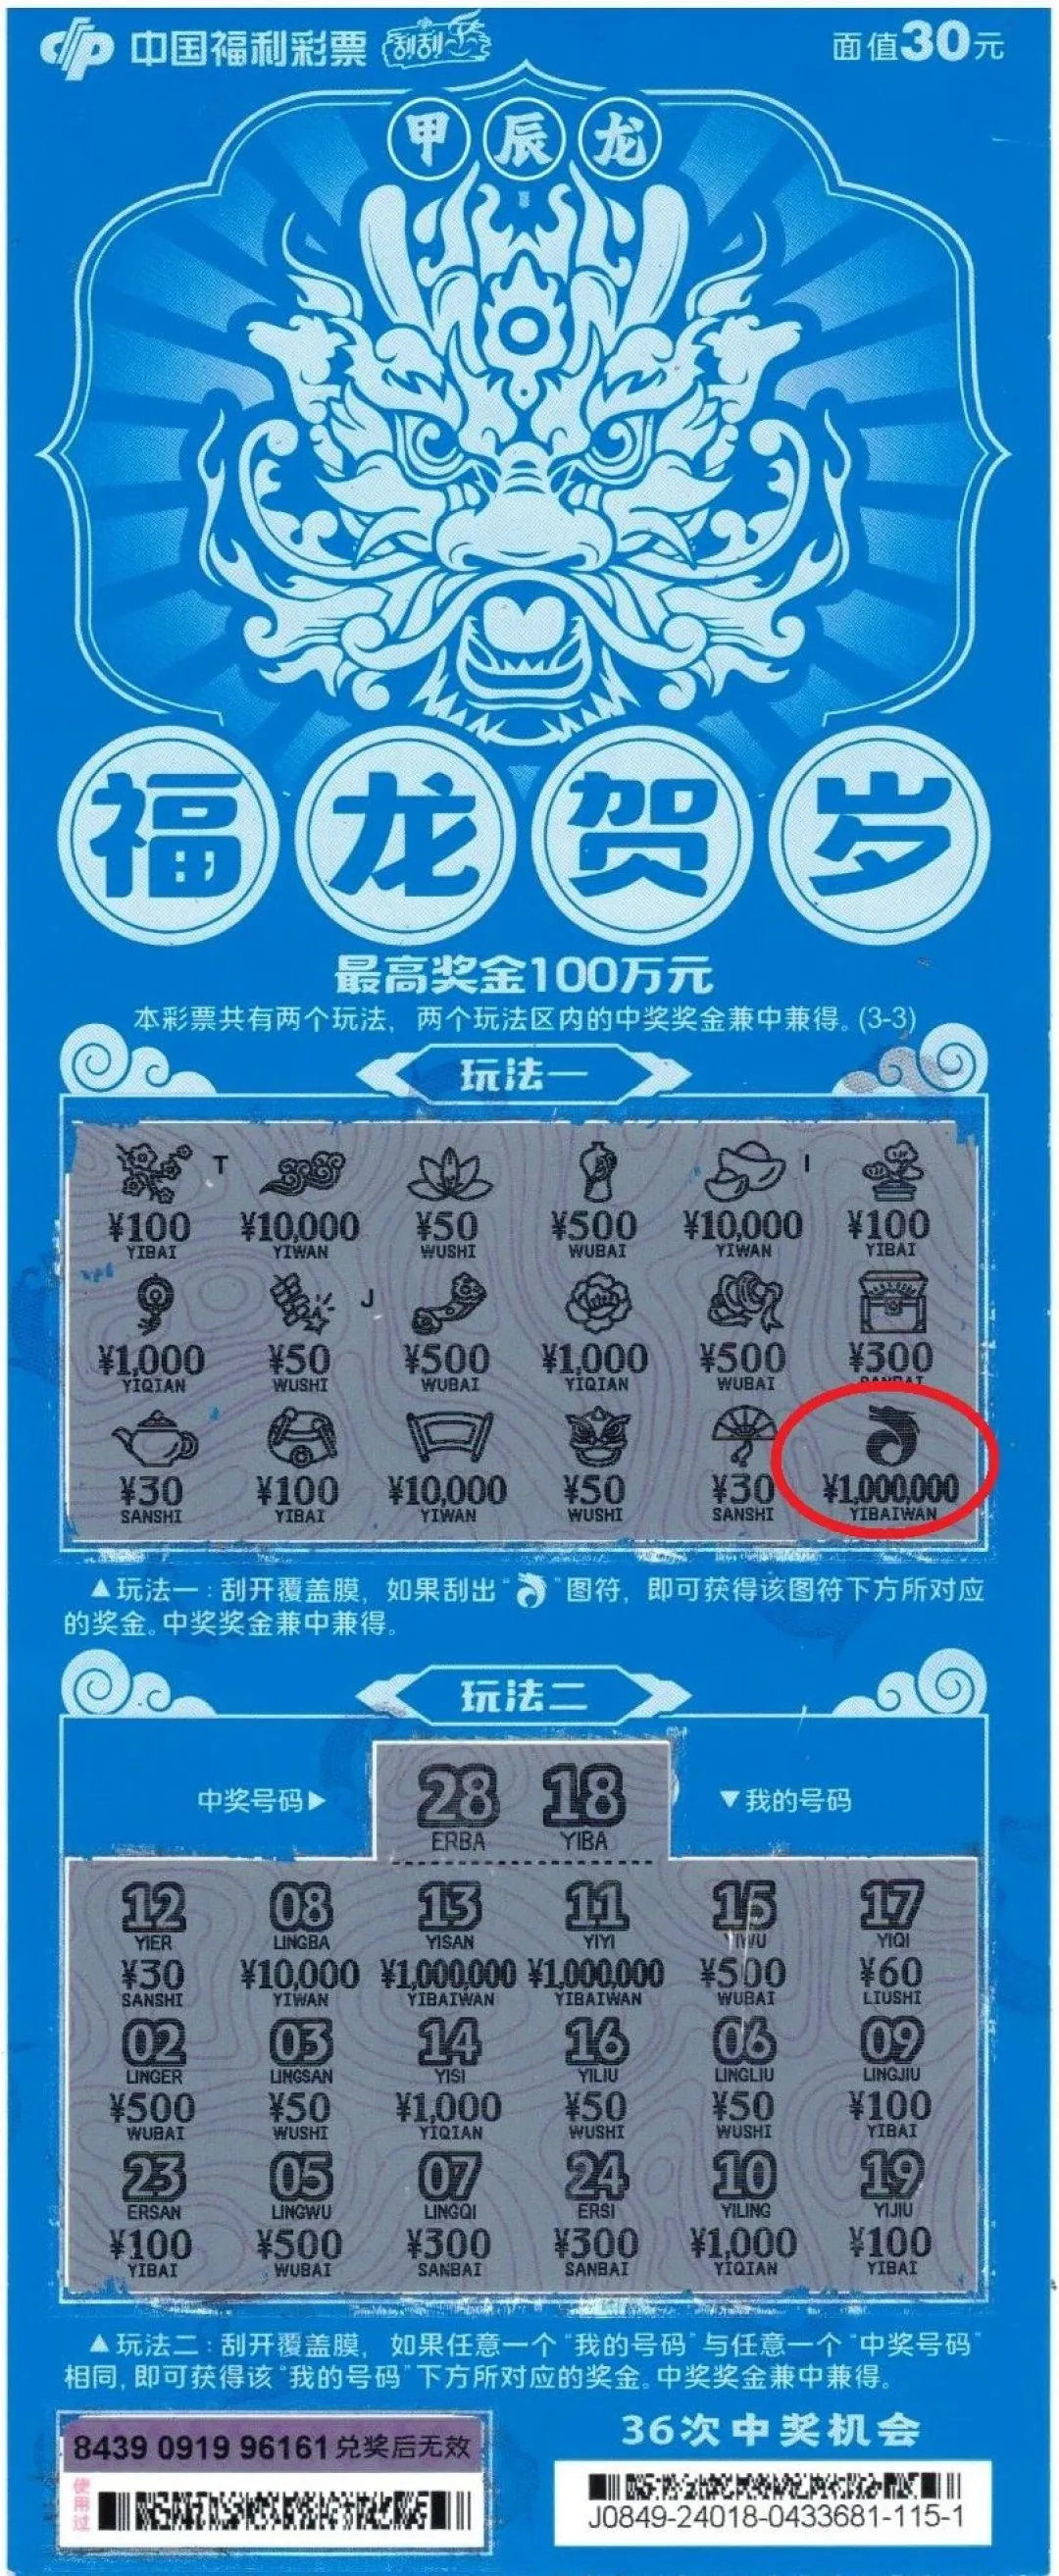 中国福利彩票 刮刮乐 面值30元
甲辰龙
福龙贺岁
最高奖金100万元
本彩票共有两个玩法，两个玩法区内的中奖奖金兼中兼得。(3-3)
玩法一
T I
¥100 ¥10,000 ¥50 ¥500 ¥10,000 ¥100
YIBAI YIWAN WUSHI WUBAI YIWAN YIBAI
J
¥1,000 ¥50 ¥500 ¥1,000 ¥500 ¥300
YIQIAN WUSHI WUBAI YIQIAN WUBAI SANBAI
¥30 ¥100 ¥10,000 ¥50 ¥30 ¥1,000,000
SANSHI YIBAI YIWAN WUSHI SANSHI YIBAIWAN
▲玩法一：刮开覆盖膜，如果刮出“ ”图符，即可获得该图符下方所对应
的奖金。中奖奖金兼中兼得。
玩法二
中奖号码▶ 28 18 ▼我的号码
ERBA YIBA
12 08 13 11 15 17
YIER LINGBA YISAN YIYI YIWU YIQI
¥30 ¥10,000 ¥1,000,000 ¥1,000,000 ¥500 ¥60
SANSHI YIWAN YIBAIWAN YIBAIWAN WUBAI LIUSHI
02 03 14 16 06 09
LINGER LINGSAN YISI YILIU LINGLIU LINGJIU
¥500 ¥50 ¥1,000 ¥50 ¥50 ¥100
WUBAI WUSHI YIQIAN WUSHI WUSHI YIBAI
23 05 07 24 10 19
ERSAN LINGWU LINGQI ERSI YILING YIJIU
¥100 ¥500 ¥300 ¥300 ¥1,000 ¥100
YIBAI WUBAI SANBAI SANBAI YIQIAN YIBAI
▲玩法二：刮开覆盖膜，如果任意一个“我的号码”与任意一个“中奖号码”
相同，即可获得该“我的号码”下方所对应的奖金。中奖奖金兼中兼得。
36次中奖机会
8439 0919 96161 兑奖后无效
使用过
J0849-24018-0433681-115-1